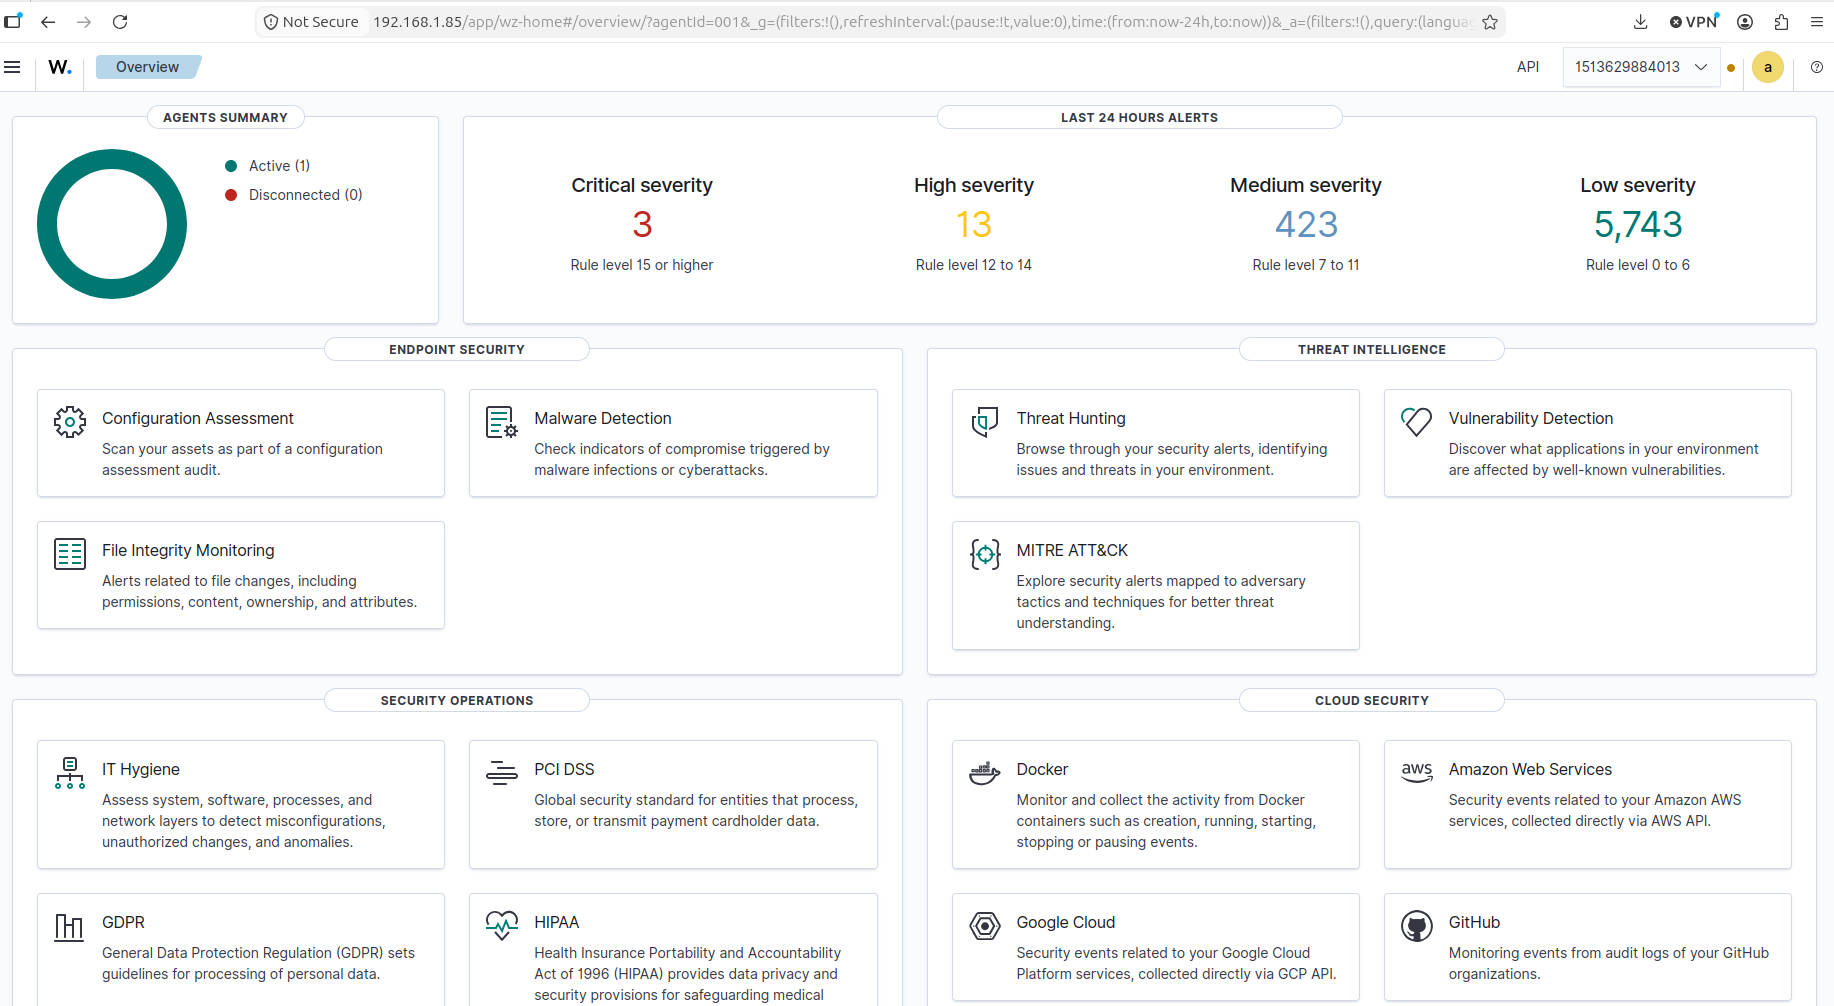 Not Secure 192.168.1.85/app/wz-home#/overview/?agentId=001&_g=(filters:!(),refreshInterval:(pause:!t,value:0),time:(from:now-24h,to:now))&_a=(filters:!(),query:(langua
VPN
W. Overview API 1513629884013 a
AGENTS SUMMARY
Active (1)
Disconnected (0)
LAST 24 HOURS ALERTS
Critical severity
3
Rule level 15 or higher
High severity
13
Rule level 12 to 14
Medium severity
423
Rule level 7 to 11
Low severity
5,743
Rule level 0 to 6
ENDPOINT SECURITY
Configuration Assessment
Scan your assets as part of a configuration
assessment audit.
Malware Detection
Check indicators of compromise triggered by
malware infections or cyberattacks.
File Integrity Monitoring
Alerts related to file changes, including
permissions, content, ownership, and attributes.
THREAT INTELLIGENCE
Threat Hunting
Browse through your security alerts, identifying
issues and threats in your environment.
Vulnerability Detection
Discover what applications in your environment
are affected by well-known vulnerabilities.
MITRE ATT&CK
Explore security alerts mapped to adversary
tactics and techniques for better threat
understanding.
SECURITY OPERATIONS
IT Hygiene
Assess system, software, processes, and
network layers to detect misconfigurations,
unauthorized changes, and anomalies.
PCI DSS
Global security standard for entities that process,
store, or transmit payment cardholder data.
GDPR
General Data Protection Regulation (GDPR) sets
guidelines for processing of personal data.
HIPAA
Health Insurance Portability and Accountability
Act of 1996 (HIPAA) provides data privacy and
security provisions for safeguarding medical
CLOUD SECURITY
Docker
Monitor and collect the activity from Docker
containers such as creation, running, starting,
stopping or pausing events.
aws
Amazon Web Services
Security events related to your Amazon AWS
services, collected directly via AWS API.
Google Cloud
Security events related to your Google Cloud
Platform services, collected directly via GCP API.
GitHub
Monitoring events from audit logs of your GitHub
organizations.